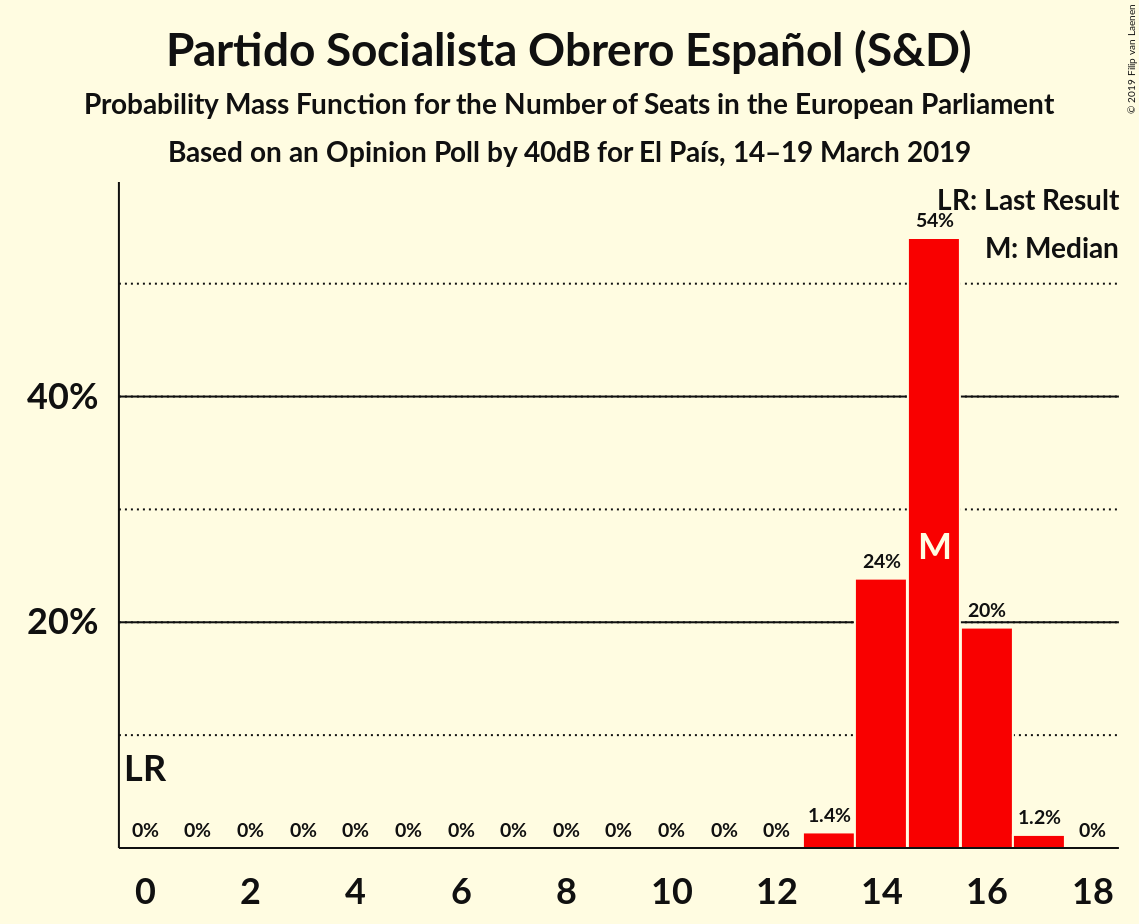 Partido Socialista Obrero Español (S&D)
Probability Mass Function for the Number of Seats in the European Parliament
Based on an Opinion Poll by 40dB for El País, 14–19 March 2019
© 2019 Filip van Laenen
LR: Last Result
M: Median
54%
40%
M
24%
20%
20%
LR
0% 0% 0% 0% 0% 0% 0% 0% 0% 0% 0% 0% 0% 1.4% 1.2% 0%
0 2 4 6 8 10 12 14 16 18